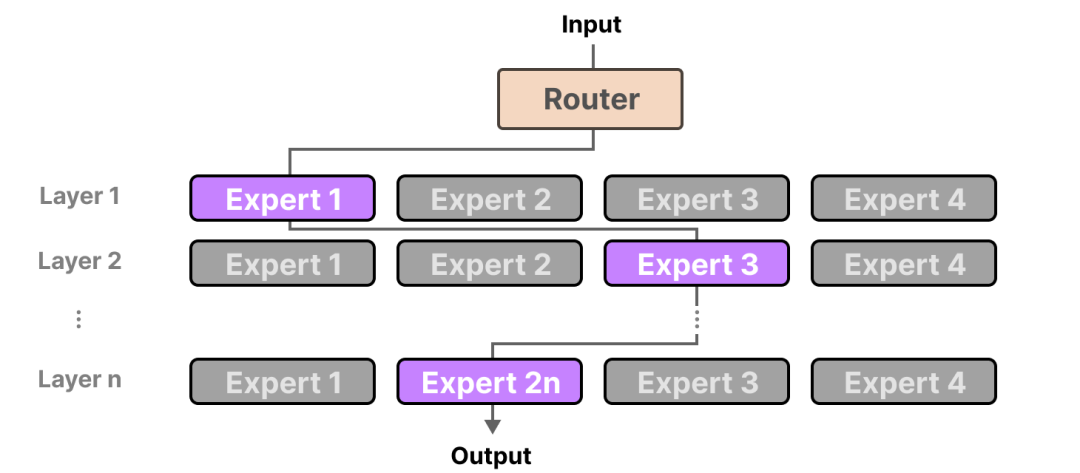 Input
Router
Layer 1 Expert 1 Expert 2 Expert 3 Expert 4
Layer 2 Expert 1 Expert 2 Expert 3 Expert 4
Layer n Expert 1 Expert 2n Expert 3 Expert 4
Output